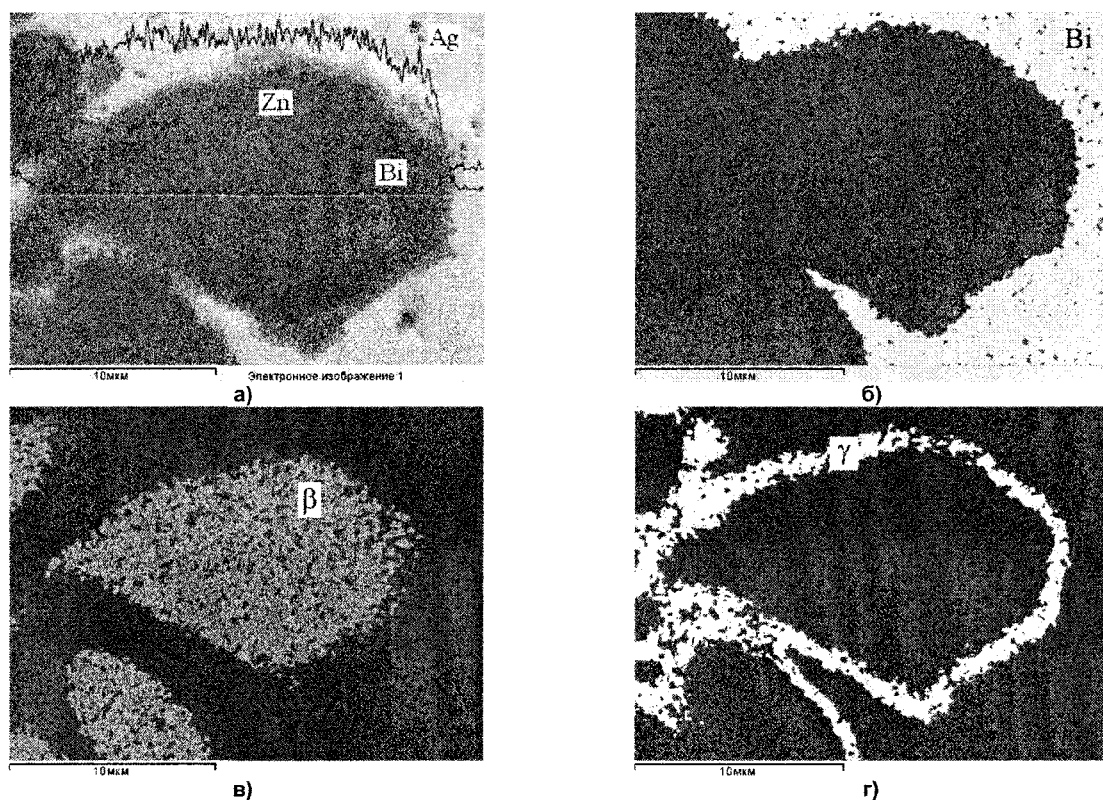 Ag
Zn
Bi
10мкм
Электронное изображение 1
а)
Bi
10мкм
б)
β
10мкм
в)
γ
10мкм
г)